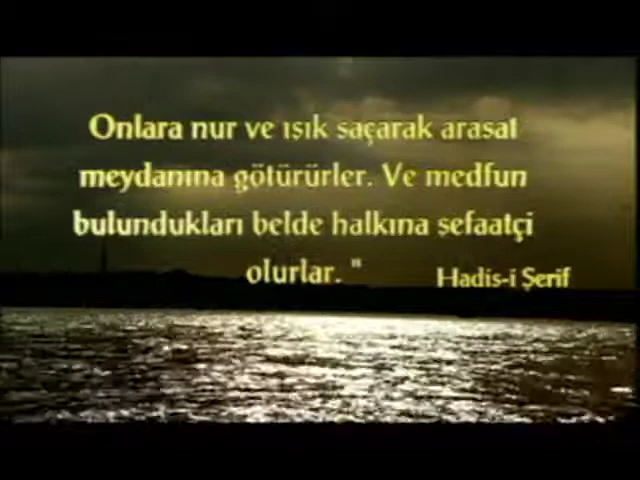 Onlara nur ve ışık saçarak arasat
meydanına götürürler. Ve medfun
bulundukları belde halkına şefaatçi
olurlar. "
Hadis-i Şerif